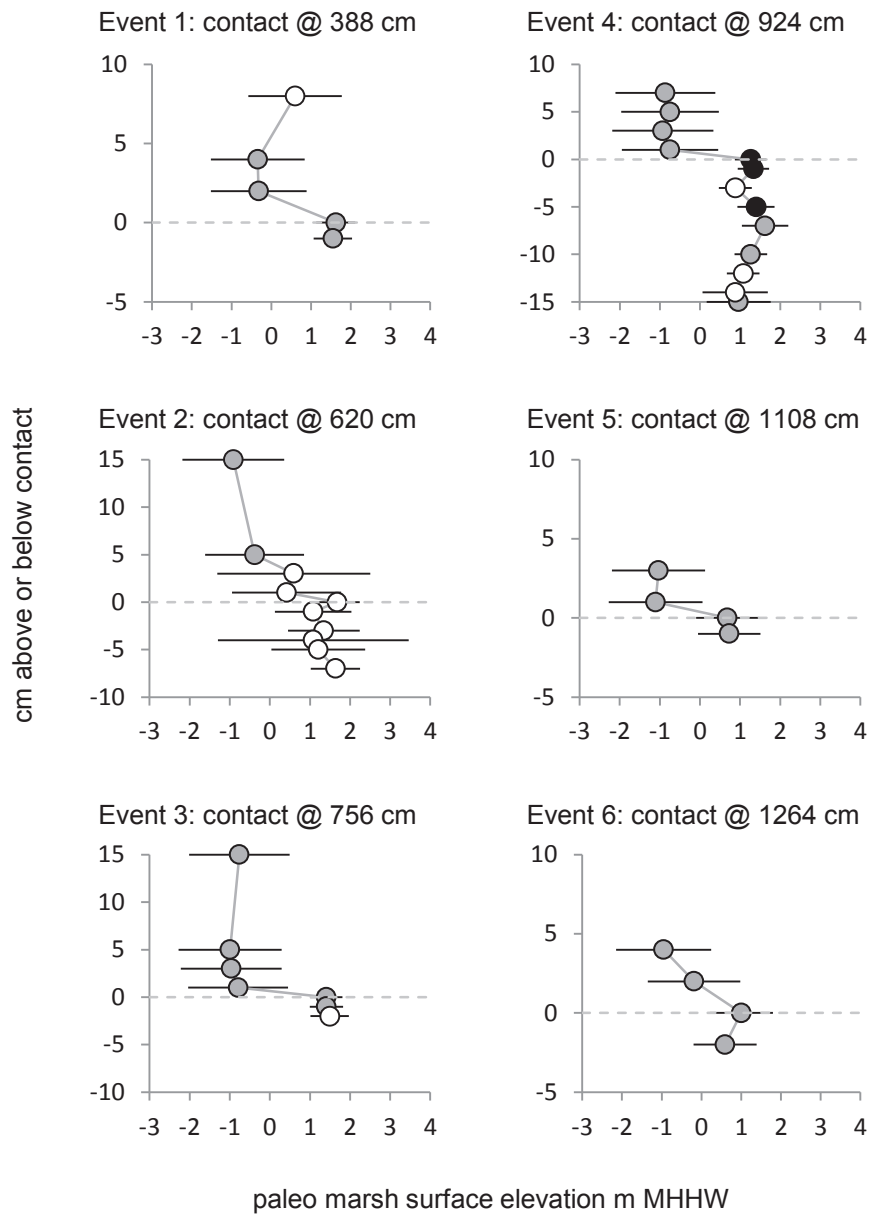 Event 1: contact @ 388 cm
10
5
0
-5
-3 -2 -1 0 1 2 3 4
Event 4: contact @ 924 cm
10
5
0
-5
-10
-15
-3 -2 -1 0 1 2 3 4
cm above or below contact
Event 2: contact @ 620 cm
15
10
5
0
-5
-10
-3 -2 -1 0 1 2 3 4
Event 5: contact @ 1108 cm
10
5
0
-5
-3 -2 -1 0 1 2 3 4
Event 3: contact @ 756 cm
15
10
5
0
-5
-10
-3 -2 -1 0 1 2 3 4
Event 6: contact @ 1264 cm
10
5
0
-5
-3 -2 -1 0 1 2 3 4
paleo marsh surface elevation m MHHW